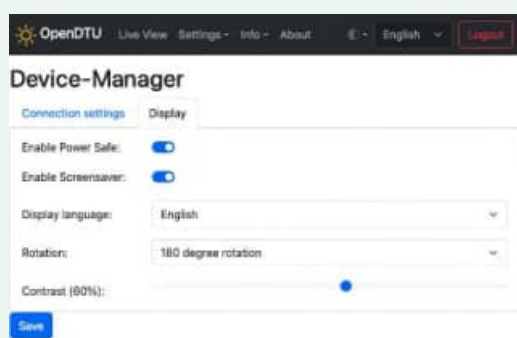 OpenDTU Live View Settings Info About English Logout
Device-Manager
Connection settings Display
Enable Power Safe:
Enable Screensaver:
Display language: English
Rotation: 180 degree rotation
Contrast (60%):
Save